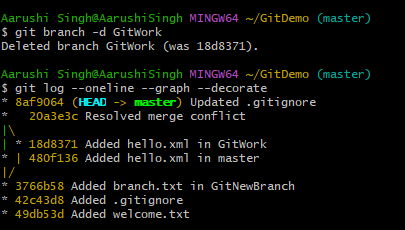 Aarushi Singh@AarushiSingh MINGW64 ~/GitDemo (master)
$ git branch -d GitWork
Deleted branch GitWork (was 18d8371).
Aarushi Singh@AarushiSingh MINGW64 ~/GitDemo (master)
$ git log --oneline --graph --decorate
* 8af9064 (HEAD -> master) Updated .gitignore
*   20a3e3c Resolved merge conflict
|\
| * 18d8371 Added hello.xml in GitWork
* | 480f136 Added hello.xml in master
|/
* 3766b58 Added branch.txt in GitNewBranch
* 42c43d8 Added .gitignore
* 49db53d Added welcome.txt